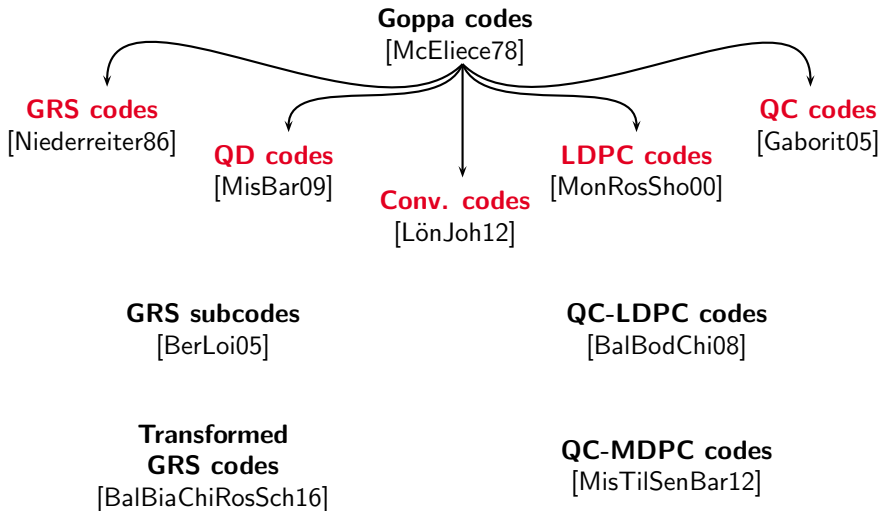 Goppa codes
[McEliece78]
GRS codes
[Niederreiter86]
QC codes
[Gaborit05]
QD codes
[MisBar09]
LDPC codes
[MonRosSho00]
Conv. codes
[LönJoh12]
GRS subcodes
[BerLoi05]
QC-LDPC codes
[BalBodChi08]
Transformed
GRS codes
[BalBiaChiRosSch16]
QC-MDPC codes
[MisTilSenBar12]